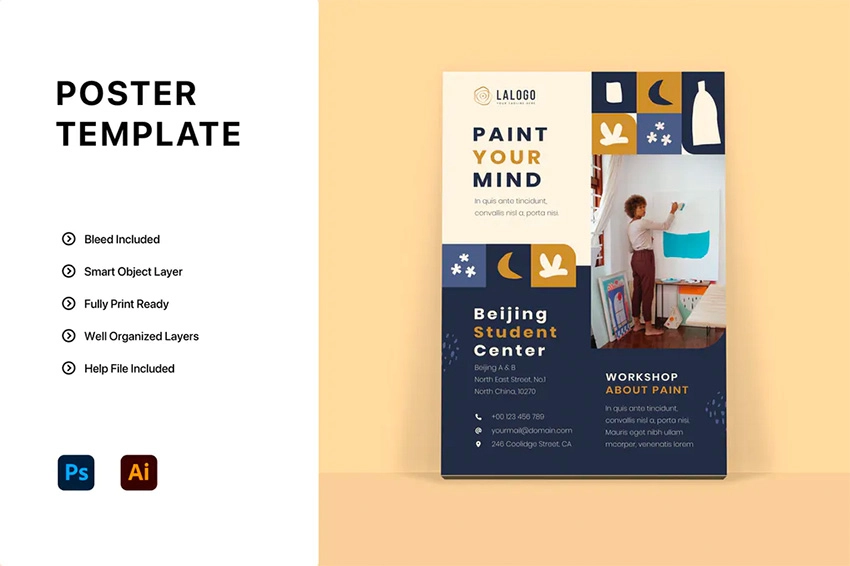 POSTER
TEMPLATE
Bleed Included
Smart Object Layer
Fully Print Ready
Well Organized Layers
Help File Included
Ps
Ai
LALOGO
YOUR TAGLINE HERE
PAINT
YOUR
MIND
In quis ante tincidunt,
convallis nisl a, porta nisi.
Beijing
Student
Center
Beijing A & B
North East Street, No.1
North China, 10270
+00 123 456 789
yourmail@domain.com
246 Coolidge Street, CA
WORKSHOP
ABOUT PAINT
In quis ante tincidunt,
convallis nisl a, porta nisi.
Mauris eget nibh ullam
mcorper, venenatis lorem